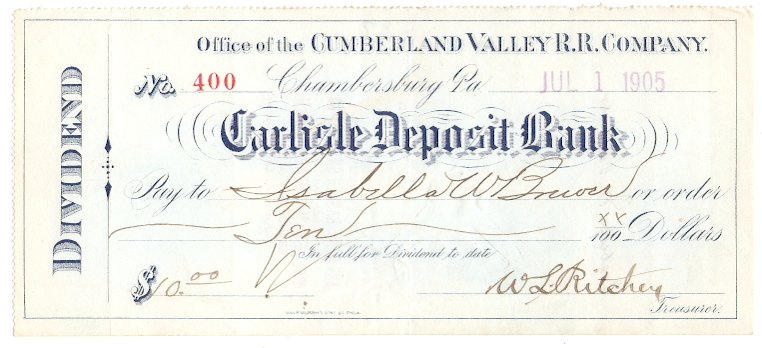 Office of the CUMBERLAND VALLEY R.R. COMPANY.
No. 400 Chambersburg Pa JUL 1 1905
DIVIDEND
Carlisle Deposit Bank
Pay to Isabella W Brewer or order
Ten xx/100 Dollars
In full for Dividend to date
$10.00
W L Ritchey
Treasurer.